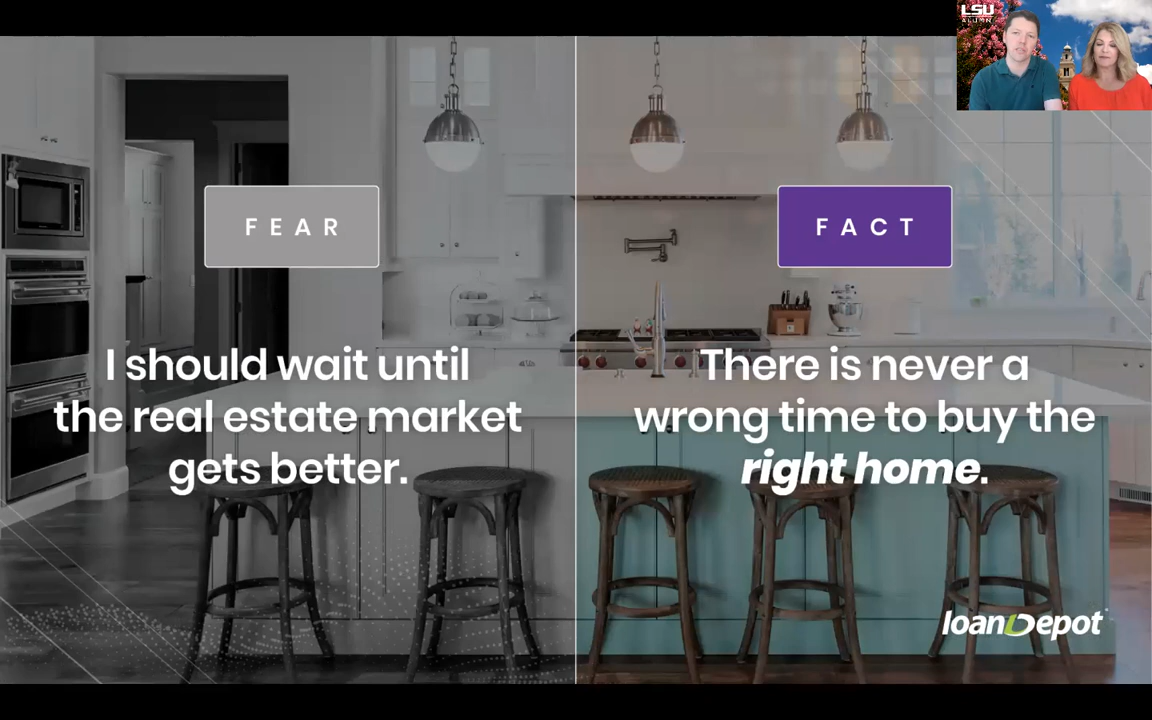 LSU
ALUMNI
FEAR
I should wait until
the real estate market
gets better.
FACT
There is never a
wrong time to buy the
right home.
loanDepot